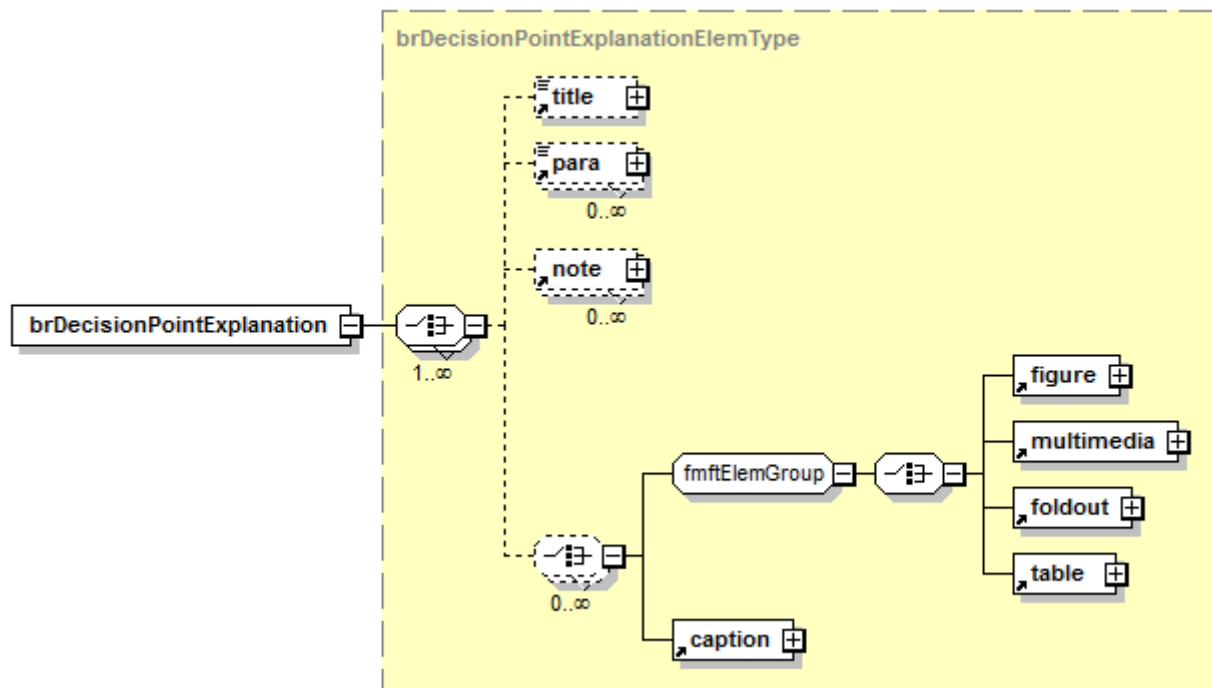 brDecisionPointExplanationElemType
title
para
0..∞
note
0..∞
brDecisionPointExplanation
1..∞
figure
multimedia
fmftElemGroup
foldout
table
0..∞
caption